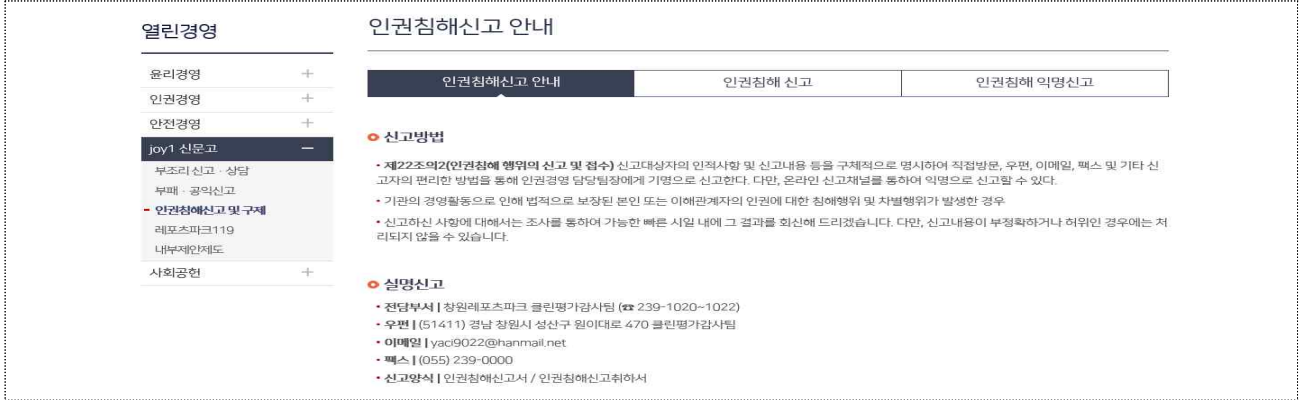 열린경영
윤리경영
인권경영
안전경영
joy1 신문고
부조리신고 · 상담
부패 · 공익신고
인권침해신고 및 구제
레포츠파크119
내부제안제도
사회공헌
인권침해신고 안내
인권침해신고 안내
인권침해 신고
인권침해 익명신고
신고방법
• 제22조의2(인권침해 행위의 신고 및 접수) 신고대상자의 인적사항 및 신고내용 등을 구체적으로 명시하여 직접방문, 우편, 이메일, 팩스 및 기타 신
고자의 편리한 방법을 통해 인권경영 담당팀장에게 기명으로 신고한다. 다만, 온라인 신고채널를 통하여 익명으로 신고할 수 있다.
• 기관의 경영활동으로 인해 법적으로 보장된 본인 또는 이해관계자의 인권에 대한 침해행위 및 차별행위가 발생한 경우
• 신고하신 사항에 대해서는 조사를 통하여 가능한 빠른 시일 내에 그 결과를 회신해 드리겠습니다. 다만, 신고내용이 부정확하거나 허위인 경우에는 처
리되지 않을 수 있습니다.
실명신고
• 전담부서 | 창원레포츠파크 클린평가감사팀 (☎ 239-1020~1022)
• 우편 | (51411) 경남 창원시 성산구 원이대로 470 클린평가감사팀
• 이메일 | yaci9022@hanmail.net
• 팩스 | (055) 239-0000
• 신고양식 | 인권침해신고서 / 인권침해신고취하서